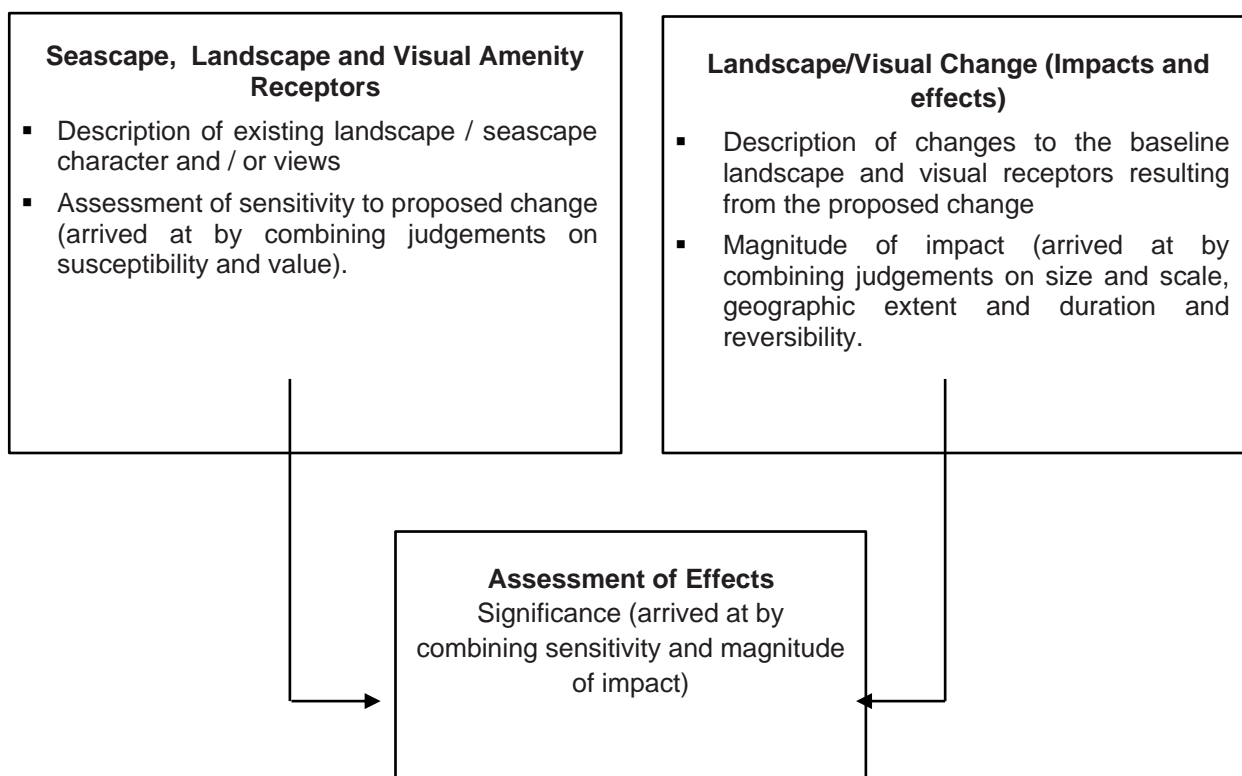 Seascape, Landscape and Visual Amenity
Receptors
▪ Description of existing landscape / seascape
character and / or views
▪ Assessment of sensitivity to proposed change
(arrived at by combining judgements on
susceptibility and value).
Landscape/Visual Change (Impacts and
effects)
▪ Description of changes to the baseline
landscape and visual receptors resulting
from the proposed change
▪ Magnitude of impact (arrived at by
combining judgements on size and scale,
geographic extent and duration and
reversibility.
Assessment of Effects
Significance (arrived at by
combining sensitivity and magnitude
of impact)